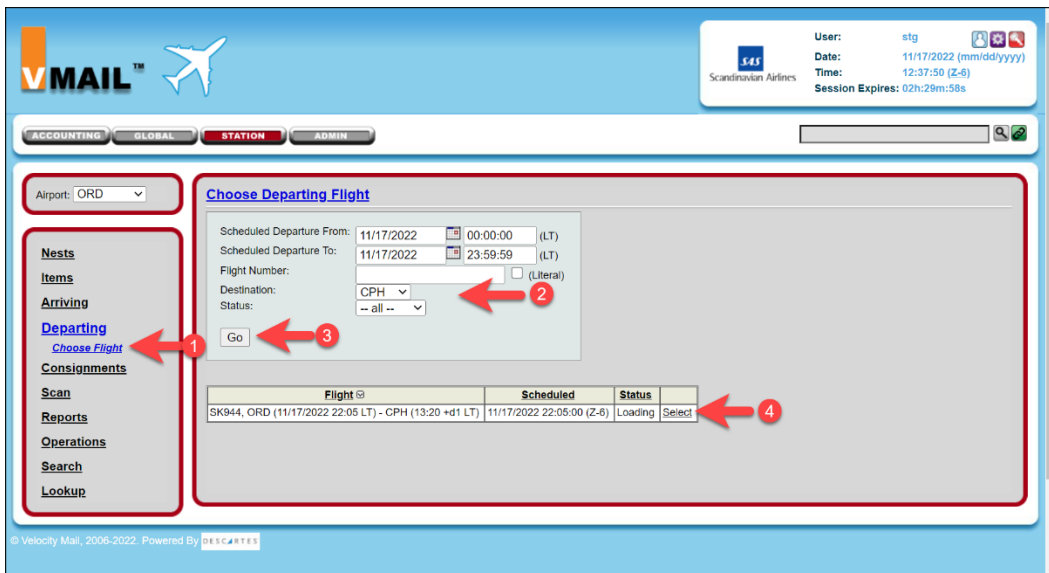 VMAIL™
SAS
Scandinavian Airlines
User: stg
Date: 11/17/2022 (mm/dd/yyyy)
Time: 12:37:50 (Z-6)
Session Expires: 02h:29m:58s
ACCOUNTING GLOBAL STATION ADMIN
Airport: ORD
Nests
Items
Arriving
Departing
Choose Flight
1
Consignments
Scan
Reports
Operations
Search
Lookup
Choose Departing Flight
Scheduled Departure From: 11/17/2022 00:00:00 (LT)
Scheduled Departure To: 11/17/2022 23:59:59 (LT)
Flight Number: (Literal)
Destination: CPH
2
Status: -- all --
Go
3
Flight Scheduled Status
SK944, ORD (11/17/2022 22:05 LT) - CPH (13:20 +d1 LT) 11/17/2022 22:05:00 (Z-6) Loading Select
4
© Velocity Mail, 2006-2022. Powered By DESCARTES